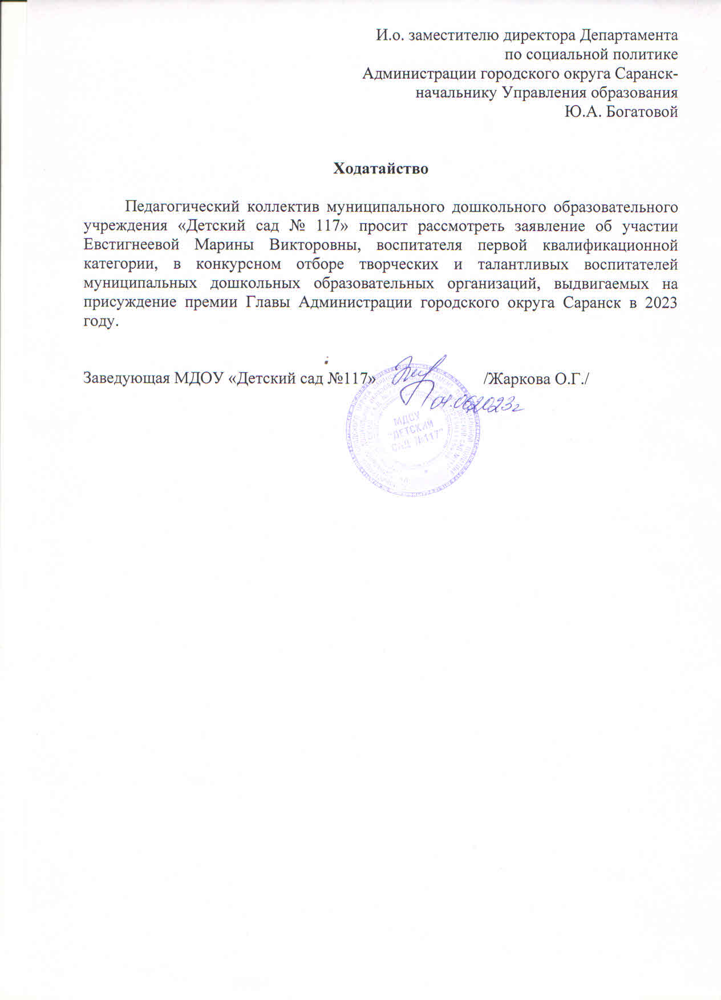 И.о. заместителю директора Департамента
по социальной политике
Администрации городского округа Саранск-
начальнику Управления образования
Ю.А. Богатовой
Ходатайство
Педагогический коллектив муниципального дошкольного образовательного
учреждения «Детский сад № 117» просит рассмотреть заявление об участии
Евстигнеевой Марины Викторовны, воспитателя первой квалификационной
категории, в конкурсном отборе творческих и талантливых воспитателей
муниципальных дошкольных образовательных организаций, выдвигаемых на
присуждение премии Главы Администрации городского округа Саранск в 2023
году.
Заведующая МДОУ «Детский сад №117» /Жаркова О.Г./
01.06.2023г
МДОУ
"ДЕТСКИЙ
САД №117"